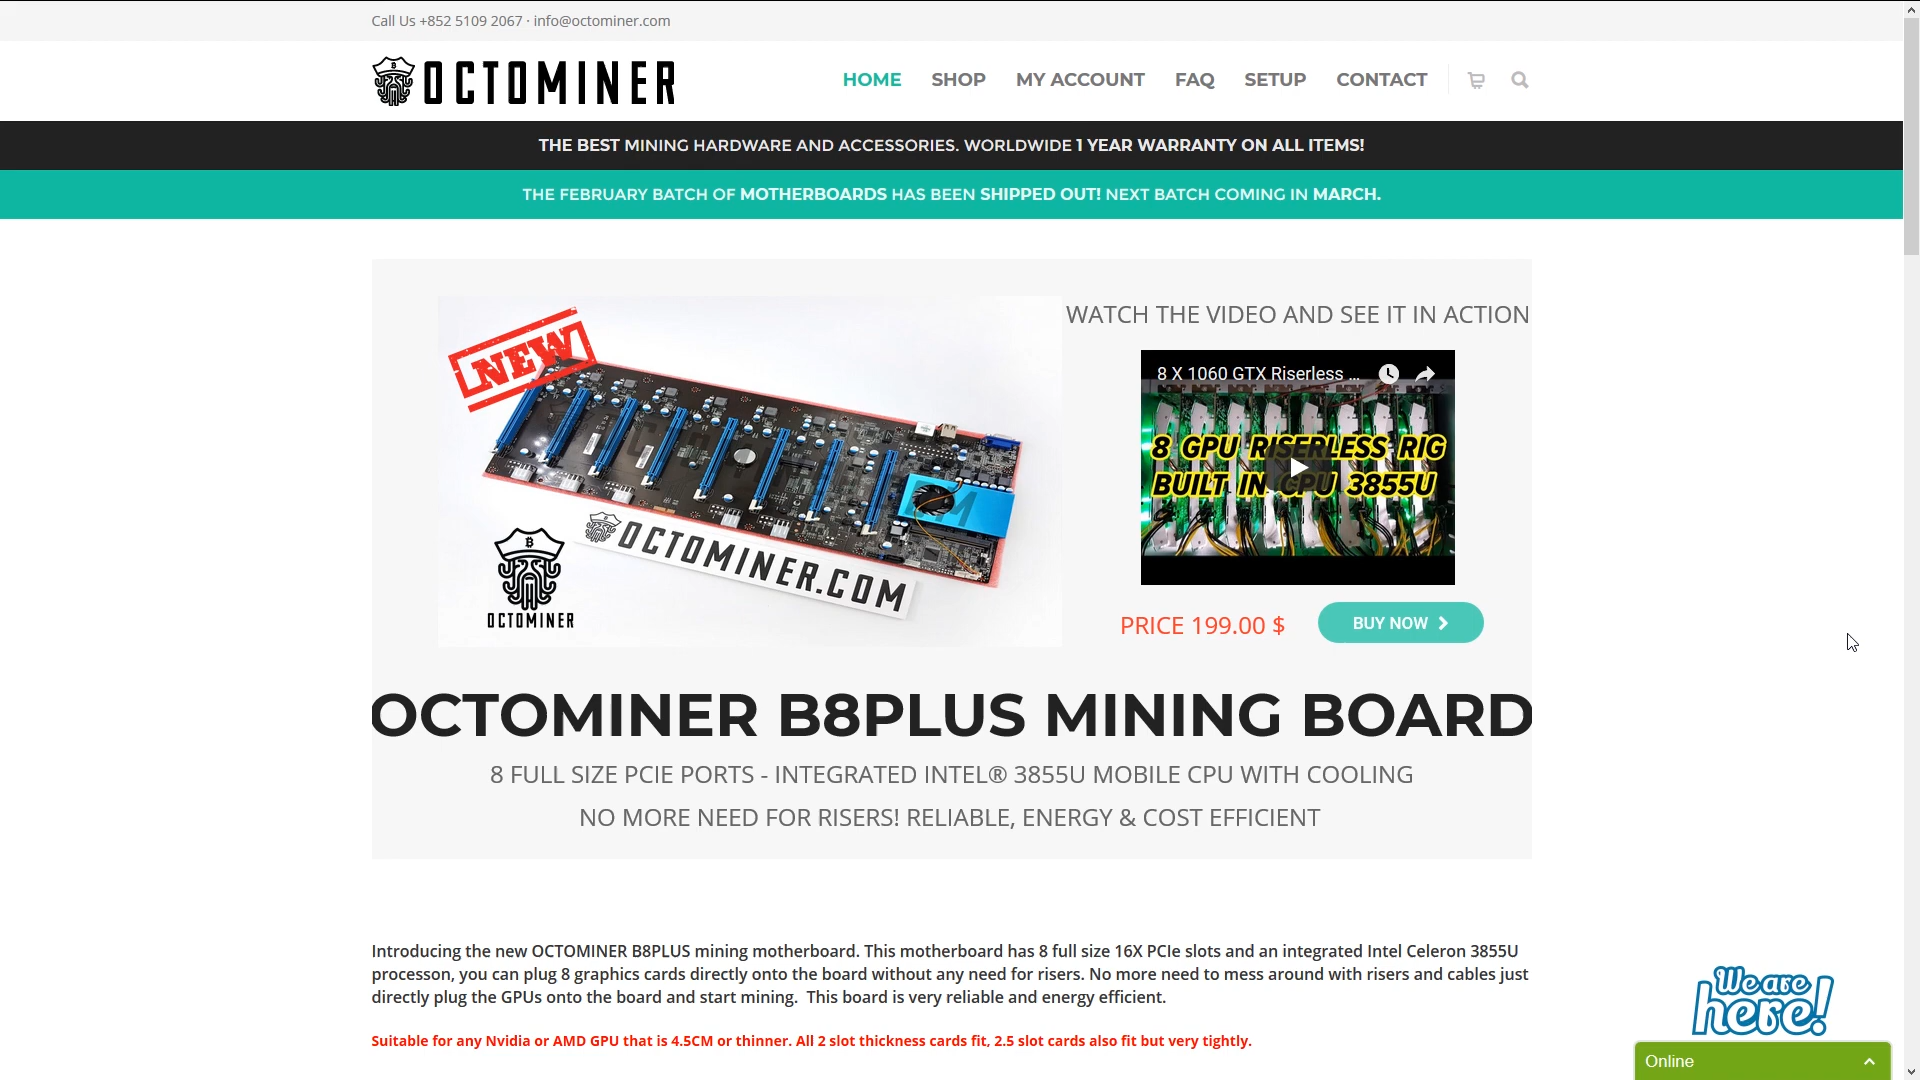 Call Us +852 5109 2067 · info@octominer.com
OCTOMINER
HOME SHOP MY ACCOUNT FAQ SETUP CONTACT
THE BEST MINING HARDWARE AND ACCESSORIES. WORLDWIDE 1 YEAR WARRANTY ON ALL ITEMS!
THE FEBRUARY BATCH OF MOTHERBOARDS HAS BEEN SHIPPED OUT! NEXT BATCH COMING IN MARCH.
NEW
OCTOMINER.COM
OCTOMINER
WATCH THE VIDEO AND SEE IT IN ACTION
8 X 1060 GTX Riserless ...
8 GPU RISERLESS RIG
BUILT IN CPU 3855U
PRICE 199.00 $
BUY NOW
OCTOMINER B8PLUS MINING BOARD
8 FULL SIZE PCIE PORTS - INTEGRATED INTEL® 3855U MOBILE CPU WITH COOLING
NO MORE NEED FOR RISERS! RELIABLE, ENERGY & COST EFFICIENT
Introducing the new OCTOMINER B8PLUS mining motherboard. This motherboard has 8 full size 16X PCIe slots and an integrated Intel Celeron 3855U
processon, you can plug 8 graphics cards directly onto the board without any need for risers. No more need to mess around with risers and cables just
directly plug the GPUs onto the board and start mining. This board is very reliable and energy efficient.
Suitable for any Nvidia or AMD GPU that is 4.5CM or thinner. All 2 slot thickness cards fit, 2.5 slot cards also fit but very tightly.
We are
here!
Online